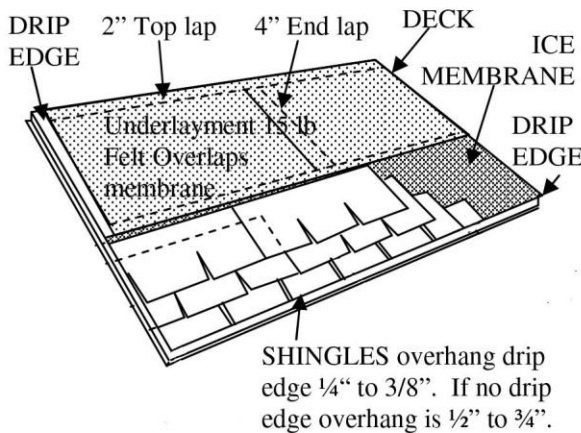 DRIP
EDGE
2” Top lap
4” End lap
DECK
ICE
MEMBRANE
DRIP
EDGE
Underlayment 15 lb
Felt Overlaps
membrane
SHINGLES overhang drip
edge ¼“ to 3/8”. If no drip
edge overhang is ½” to ¾”.